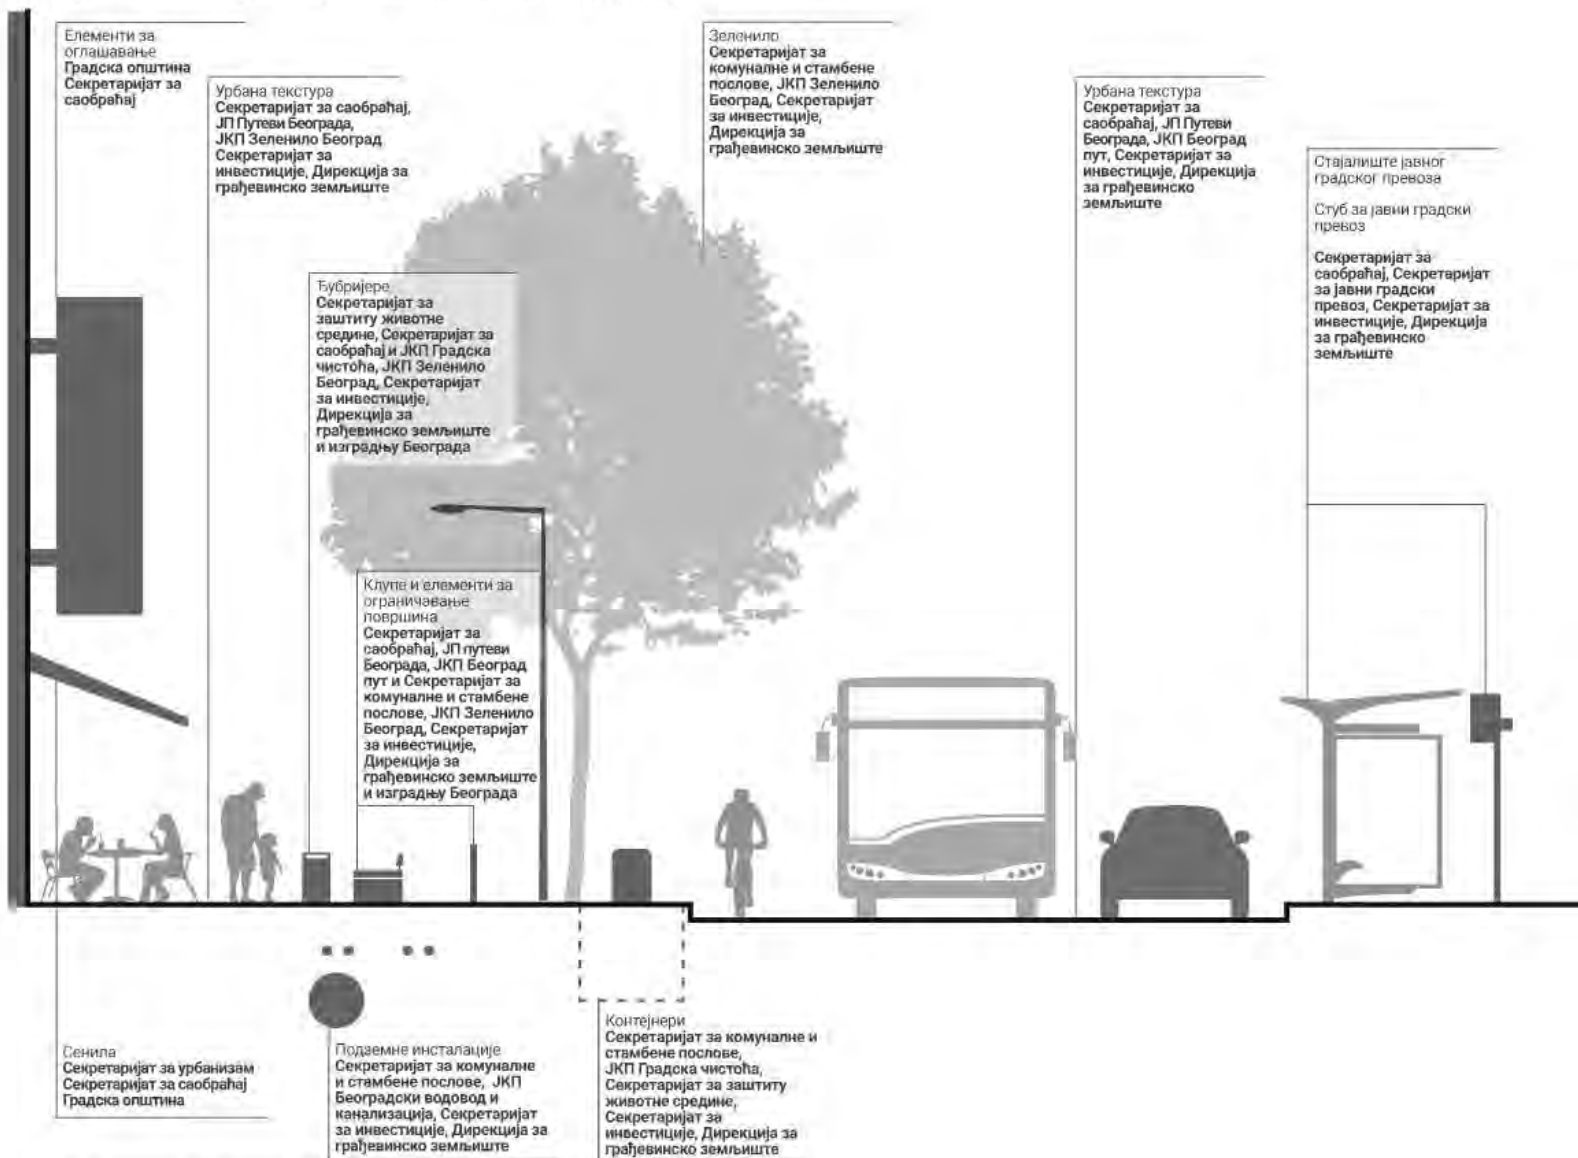 Елементи за
оглашавање
Градска општина
Секретаријат за
саобраћај
Урбана текстура
Секретаријат за саобраћај,
ЈП Путеви Београда,
ЈКП Зеленило Београд
Секретаријат за
инвестиције, Дирекција за
грађевинско земљиште
Ђубријере
Секретаријат за
заштиту животне
средине, Секретаријат за
саобраћај и ЈКП Градска
чистоћа, ЈКП Зеленило
Београд, Секретаријат
за инвестиције,
Дирекција за
грађевинско земљиште
и изградњу Београда
Клупе и елементи за
ограничавање
површина
Секретаријат за
саобраћај, ЈП путеви
Београда, ЈКП Београд
пут и Секретаријат за
комуналне и стамбене
послове, ЈКП Зеленило
Београд, Секретаријат
за инвестиције,
Дирекција за
грађевинско земљиште
и изградњу Београда
Зеленило
Секретаријат за
комуналне и стамбене
послове, ЈКП Зеленило
Београд, Секретаријат
за инвестиције,
Дирекција за
грађевинско земљиште
Урбана текстура
Секретаријат за
саобраћај, ЈП Путеви
Београда, ЈКП Београд
пут, Секретаријат за
инвестиције, Дирекција
за грађевинско
земљиште
Стајалиште јавног
градског превоза
Стуб за јавни градски
превоз
Секретаријат за
саобраћај, Секретаријат
за јавни градски
превоз, Секретаријат за
инвестиције, Дирекција
за грађевинско
земљиште
Сенила
Секретаријат за урбанизам
Секретаријат за саобраћај
Градска општина
Подземне инсталације
Секретаријат за комуналне
и стамбене послове, ЈКП
Београдски водовод и
канализација, Секретаријат
за инвестиције, Дирекција за
грађевинско земљиште
Контејнери
Секретаријат за комуналне и
стамбене послове,
ЈКП Градска чистоћа,
Секретаријат за заштиту
животне средине,
Секретаријат за
инвестиције, Дирекција за
грађевинско земљиште